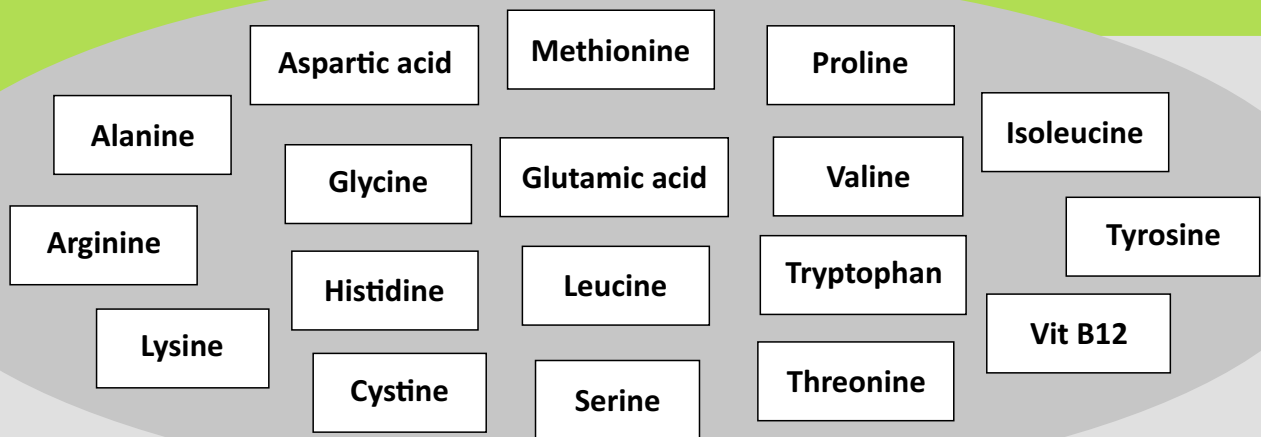 Aspartic acid
Methionine
Proline
Alanine
Isoleucine
Glycine
Glutamic acid
Valine
Arginine
Tyrosine
Histidine
Leucine
Tryptophan
Lysine
Vit B12
Cystine
Serine
Threonine